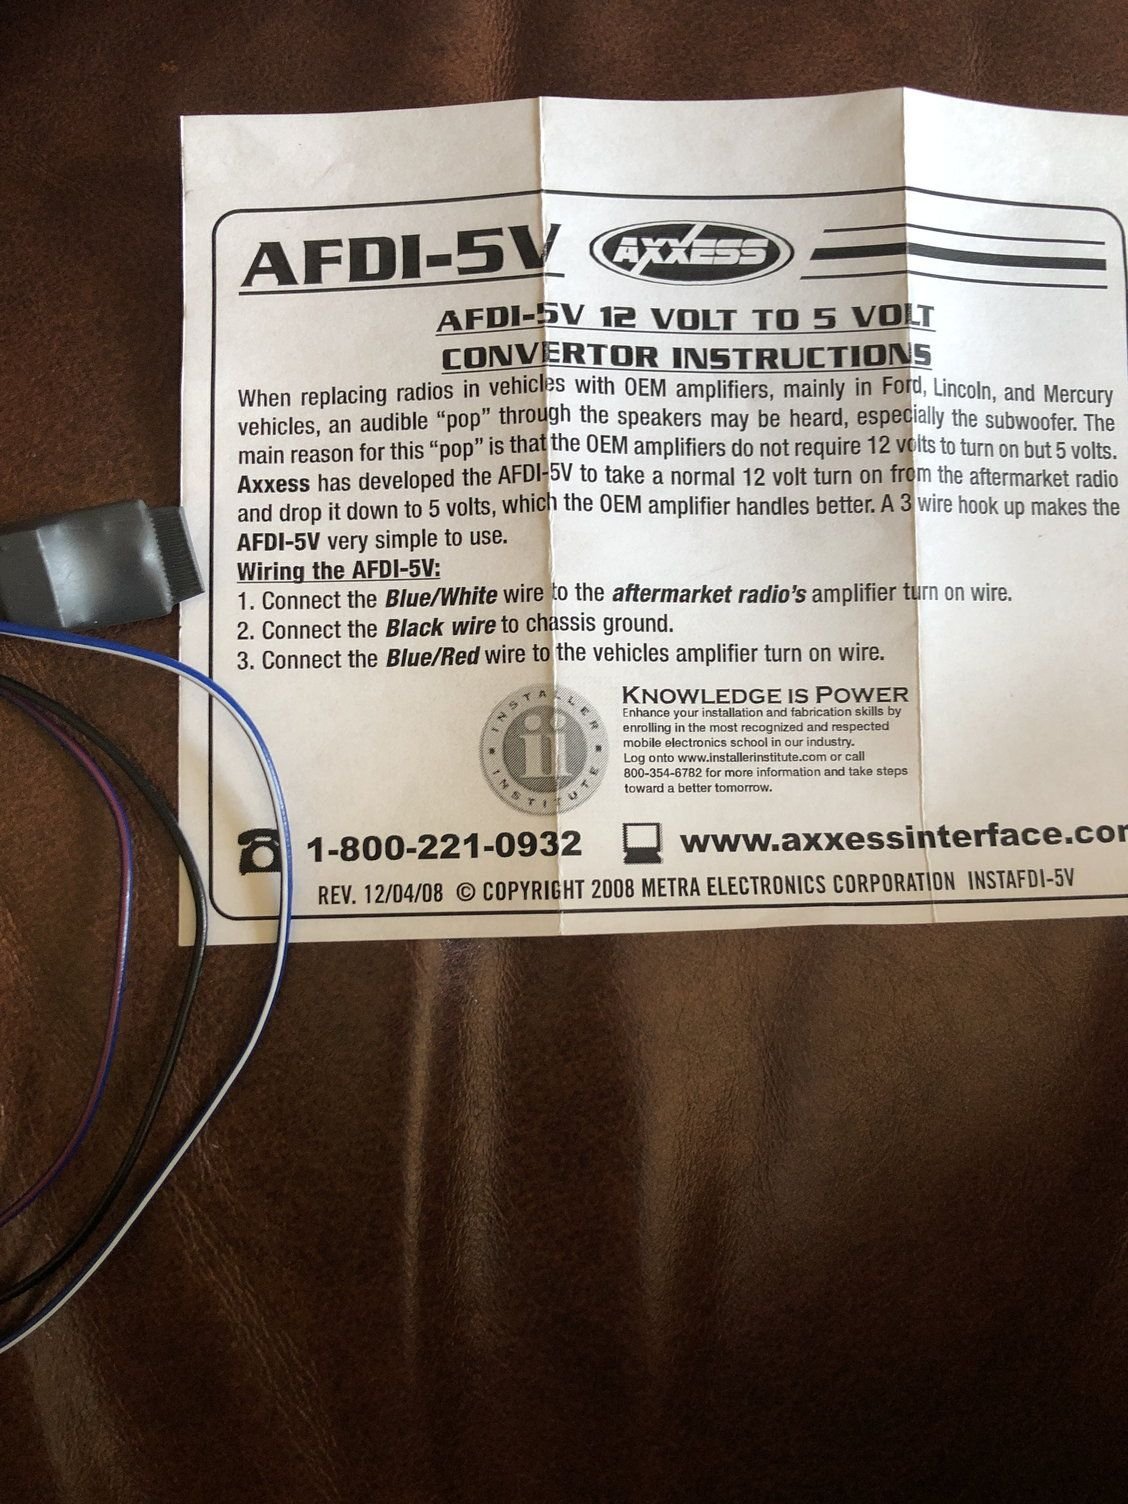 AFDI-5V AXXESS
AFDI-5V 12 VOLT TO 5 VOLT
CONVERTOR INSTRUCTIONS
When replacing radios in vehicles with OEM amplifiers, mainly in Ford, Lincoln, and Mercury
vehicles, an audible “pop” through the speakers may be heard, especially the subwoofer. The
main reason for this “pop” is that the OEM amplifiers do not require 12 volts to turn on but 5 volts.
Axxess has developed the AFDI-5V to take a normal 12 volt turn on from the aftermarket radio
and drop it down to 5 volts, which the OEM amplifier handles better. A 3 wire hook up makes the
AFDI-5V very simple to use.
Wiring the AFDI-5V:
1. Connect the Blue/White wire to the aftermarket radio's amplifier turn on wire.
2. Connect the Black wire to chassis ground.
3. Connect the Blue/Red wire to the vehicles amplifier turn on wire.
INSTALLER
ii
INSTITUTE
KNOWLEDGE IS POWER
Enhance your installation and fabrication skills by
enrolling in the most recognized and respected
mobile electronics school in our industry.
Log onto www.installerinstitute.com or call
800-354-6782 for more information and take steps
toward a better tomorrow.
1-800-221-0932 www.axxessinterface.com
REV. 12/04/08 © COPYRIGHT 2008 METRA ELECTRONICS CORPORATION INSTAFDI-5V